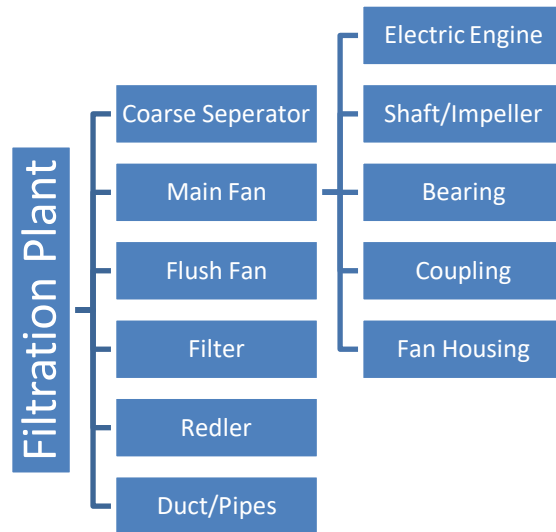 Filtration Plant
Coarse Seperator
Main Fan
Flush Fan
Filter
Redler
Duct/Pipes
Electric Engine
Shaft/Impeller
Bearing
Coupling
Fan Housing